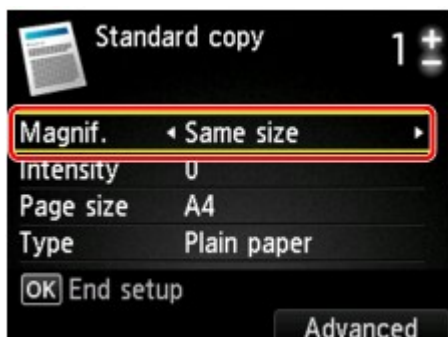 Standard copy 1
Magnif. Same size
Intensity 0
Page size A4
Type Plain paper
OK End setup
Advanced